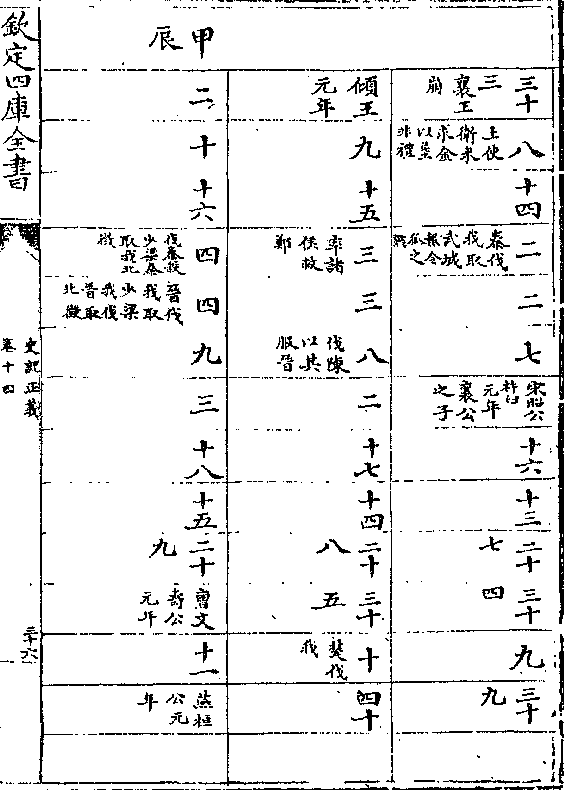 三十
三
襄王
崩
八
王使
衛來
求金
以塟
非禮
十四
二
秦伐
我取
武城
報令
狐之
戰
二
七
宋昭公
杵臼
元年
襄公
之子
十六
十三
二十
七
三十
四
九
三十
九
傾王
元年
九
十五
三
率諸
侯救
鄭
三
八
伐陳
以其
服晉
二
十七
十四
二十
八
三十
五
十
楚伐
我
四十
甲辰
二
十
十六
四
伐秦救
少梁秦
取我北
徵
四
晉伐
我取
少梁
我伐
晉取
北徵
九
三
十八
十五
二十
九
曹文
壽公
元年
十一
燕桓
公元
年
欽定四庫全書
史記正義
卷十四
三十六